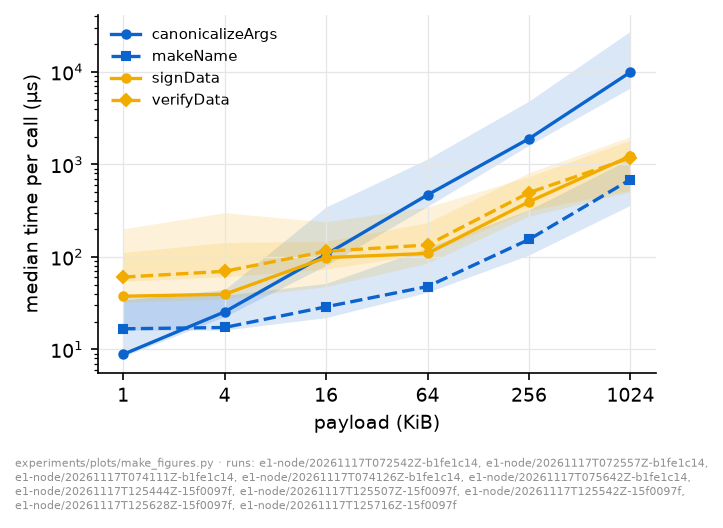 canonicalizeArgs
makeName
signData
verifyData
median time per call (µs)
10⁴
10³
10²
10¹
1 4 16 64 256 1024
payload (KiB)
experiments/plots/make_figures.py · runs: e1-node/20261117T072542Z-b1fe1c14, e1-node/20261117T072557Z-b1fe1c14,
e1-node/20261117T074111Z-b1fe1c14, e1-node/20261117T074126Z-b1fe1c14, e1-node/20261117T075642Z-b1fe1c14,
e1-node/20261117T125444Z-15f0097f, e1-node/20261117T125507Z-15f0097f, e1-node/20261117T125542Z-15f0097f,
e1-node/20261117T125628Z-15f0097f, e1-node/20261117T125716Z-15f0097f